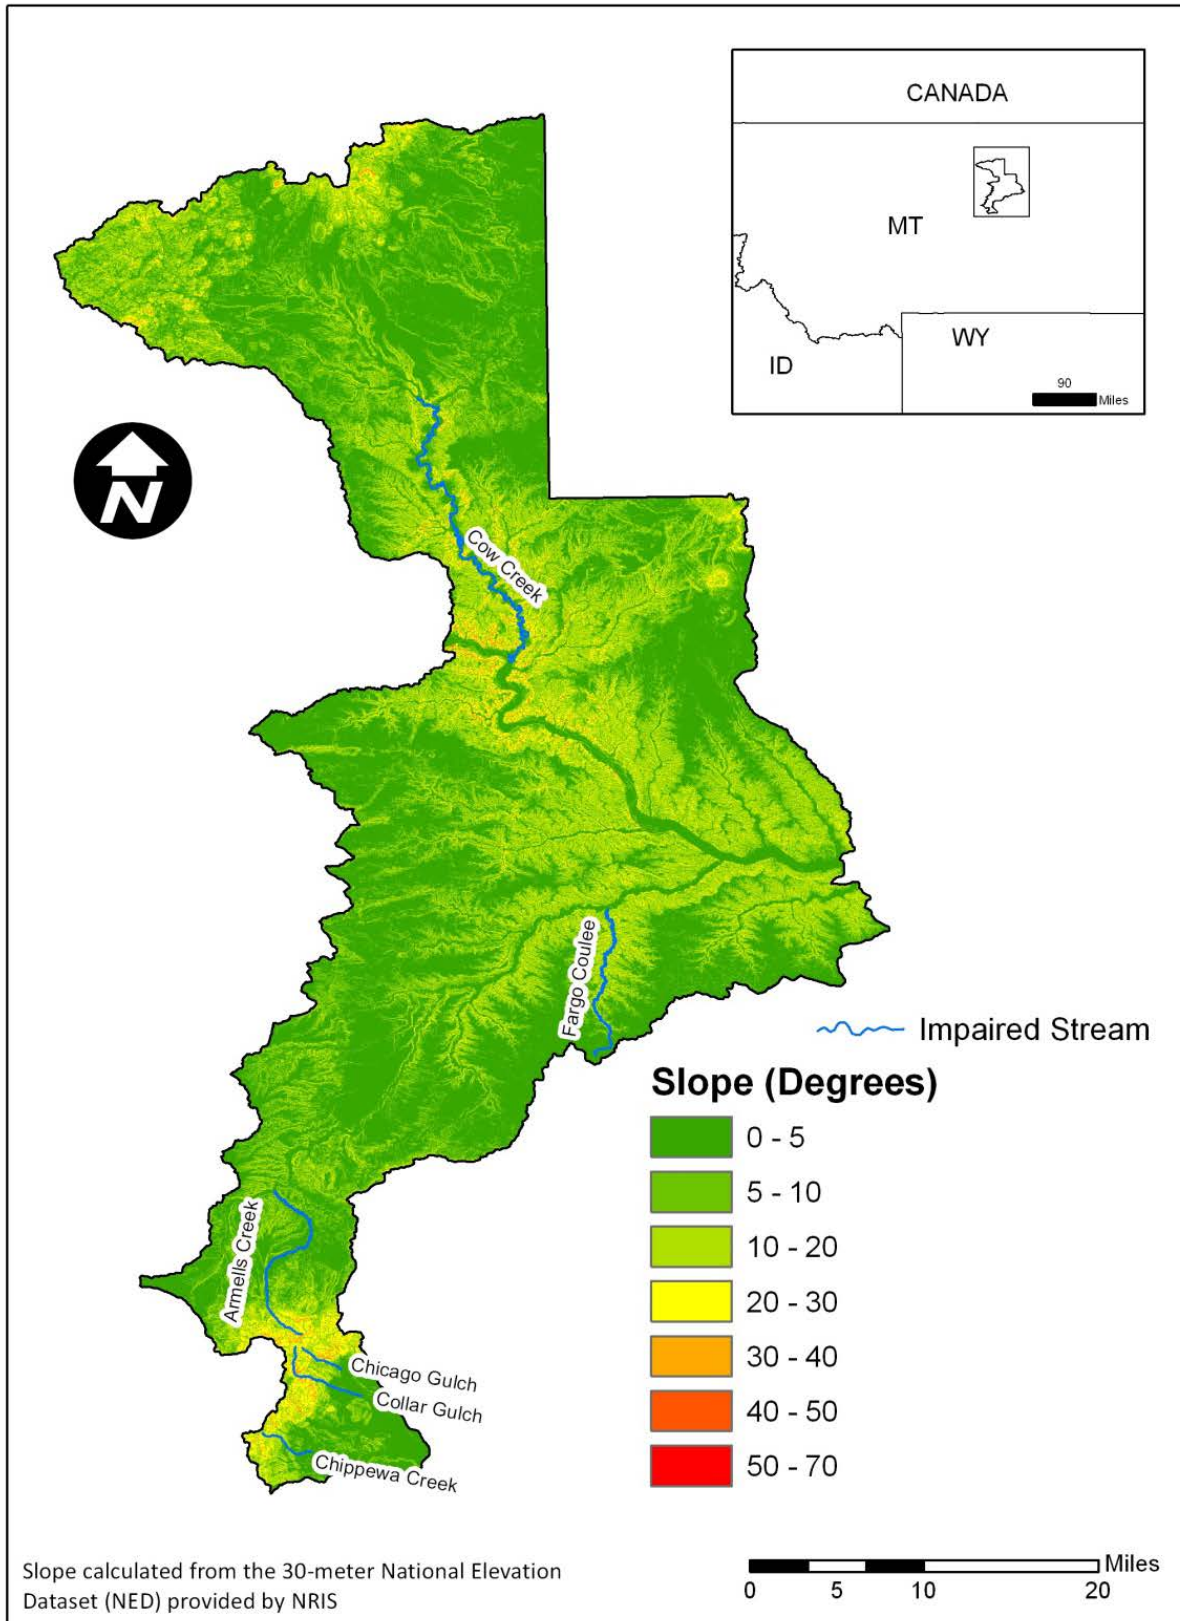 CANADA
MT
WY
ID
90
Miles
N
Cow Creek
Fargo Coulee
Impaired Stream
Slope (Degrees)
0 - 5
5 - 10
10 - 20
20 - 30
30 - 40
40 - 50
50 - 70
Armells Creek
Chicago Gulch
Collar Gulch
Chippewa Creek
Slope calculated from the 30-meter National Elevation
Dataset (NED) provided by NRIS
Miles
0 5 10 20